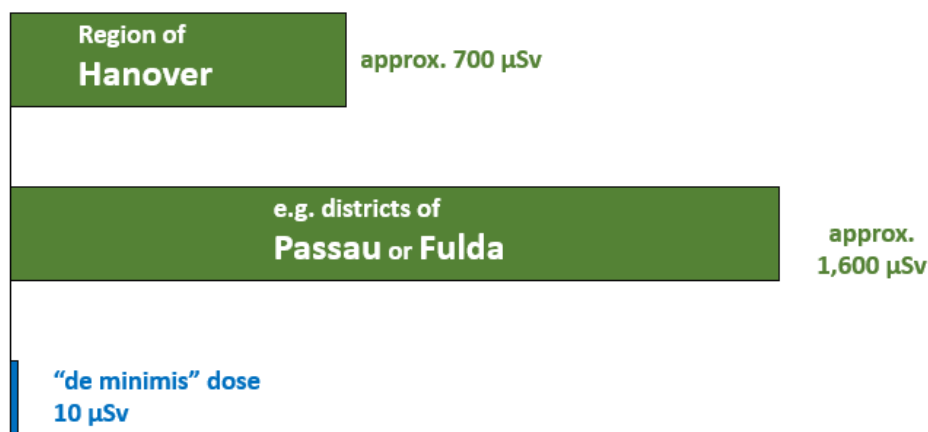 Region of
Hanover
approx. 700 µSv
e.g. districts of
Passau or Fulda
approx.
1,600 µSv
“de minimis” dose
10 µSv